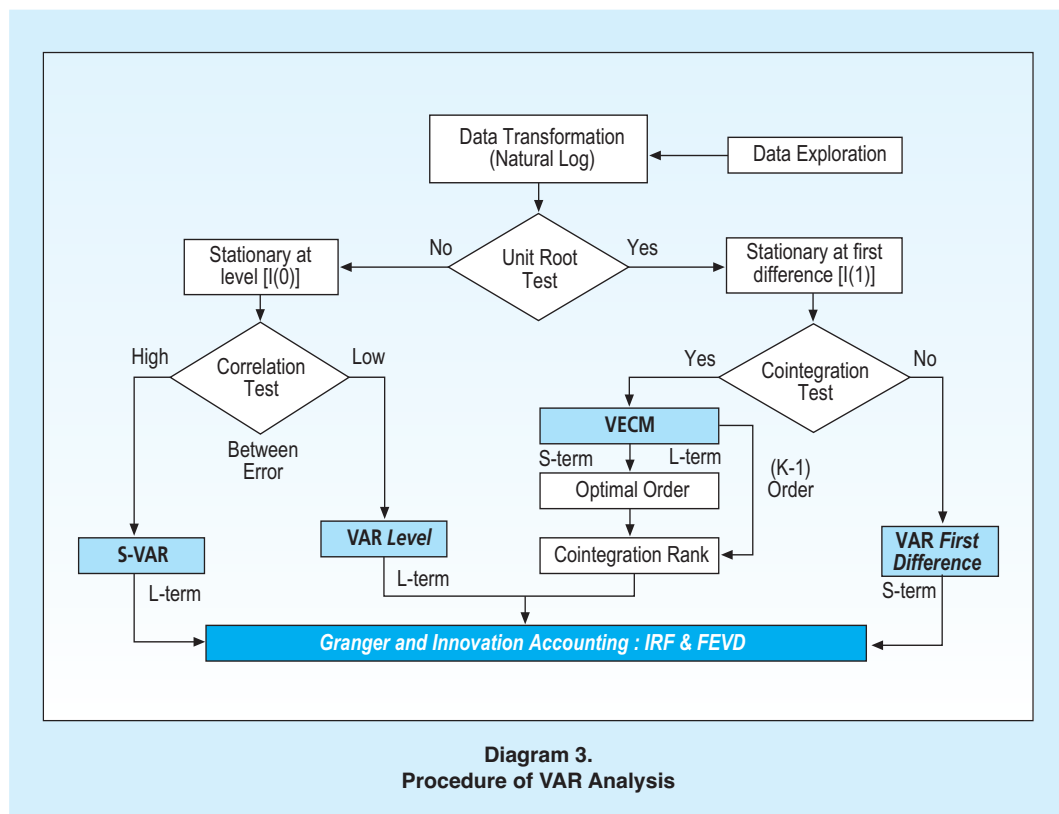 Data Transformation
(Natural Log)
Data Exploration
No
Unit Root
Test
Yes
Stationary at
level [I(0)]
Stationary at first
difference [I(1)]
High
Correlation
Test
Low
Between
Error
Yes
Cointegration
Test
No
VECM
S-term
L-term
(K-1)
Order
Optimal Order
Cointegration Rank
S-VAR
L-term
VAR Level
L-term
VAR First
Difference
S-term
Granger and Innovation Accounting : IRF & FEVD
Diagram 3.
Procedure of VAR Analysis